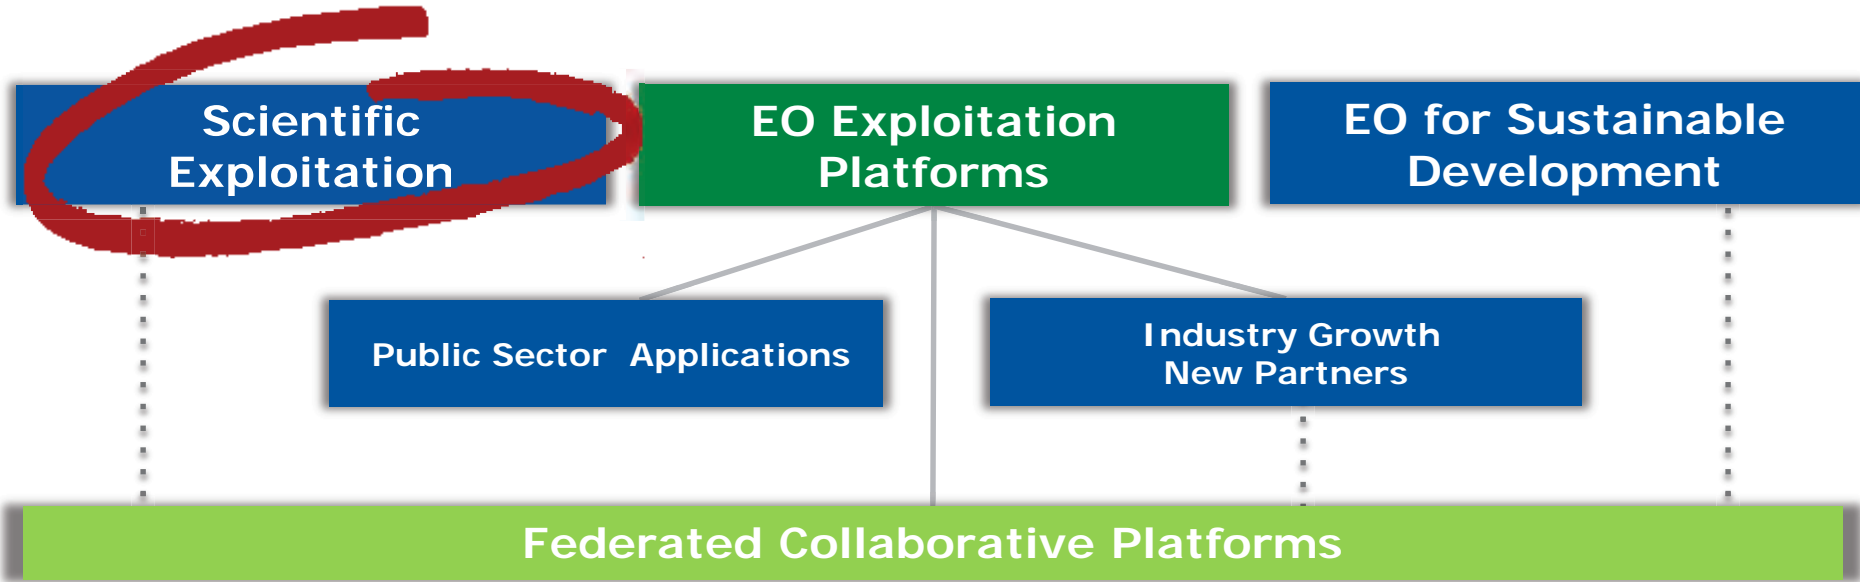 Scientific
Exploitation
EO Exploitation
Platforms
EO for Sustainable
Development
Public Sector Applications
Industry Growth
New Partners
Federated Collaborative Platforms